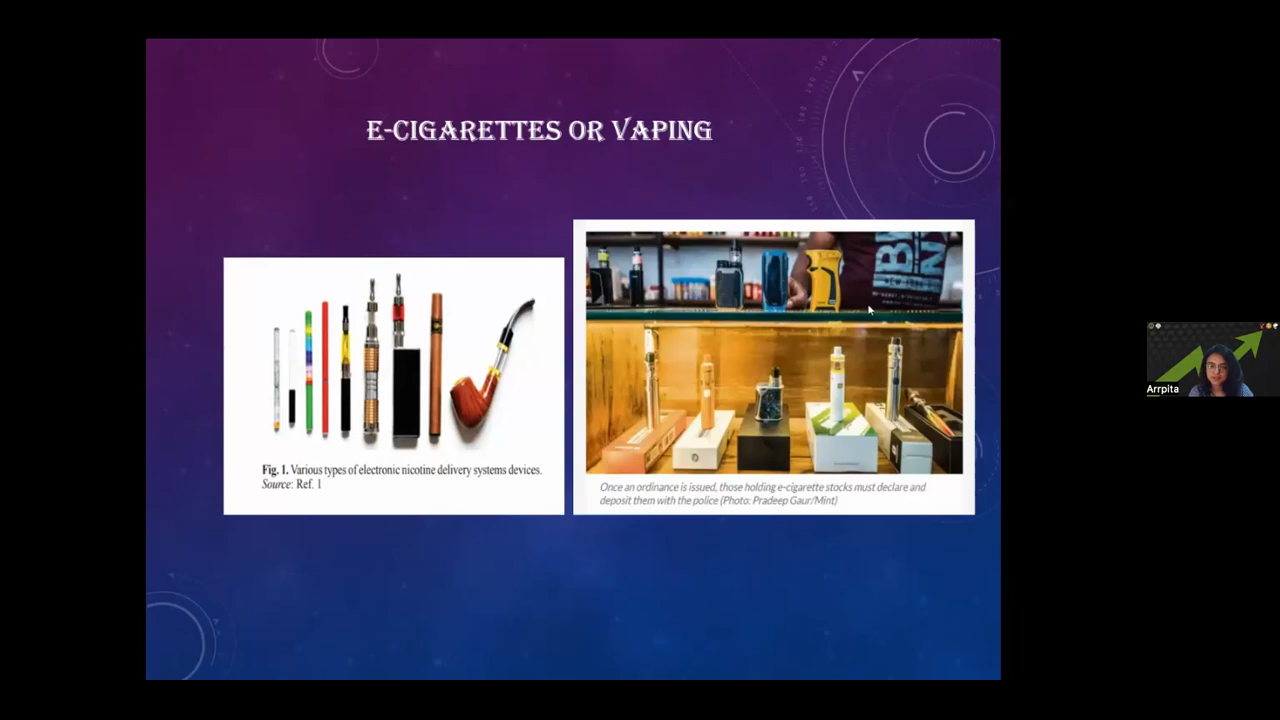 E-CIGARETTES OR VAPING
Fig. 1. Various types of electronic nicotine delivery systems devices.
Source: Ref. 1
Once an ordinance is issued, those holding e-cigarette stocks must declare and
deposit them with the police (Photo: Pradeep Gaur/Mint)
Arrpita